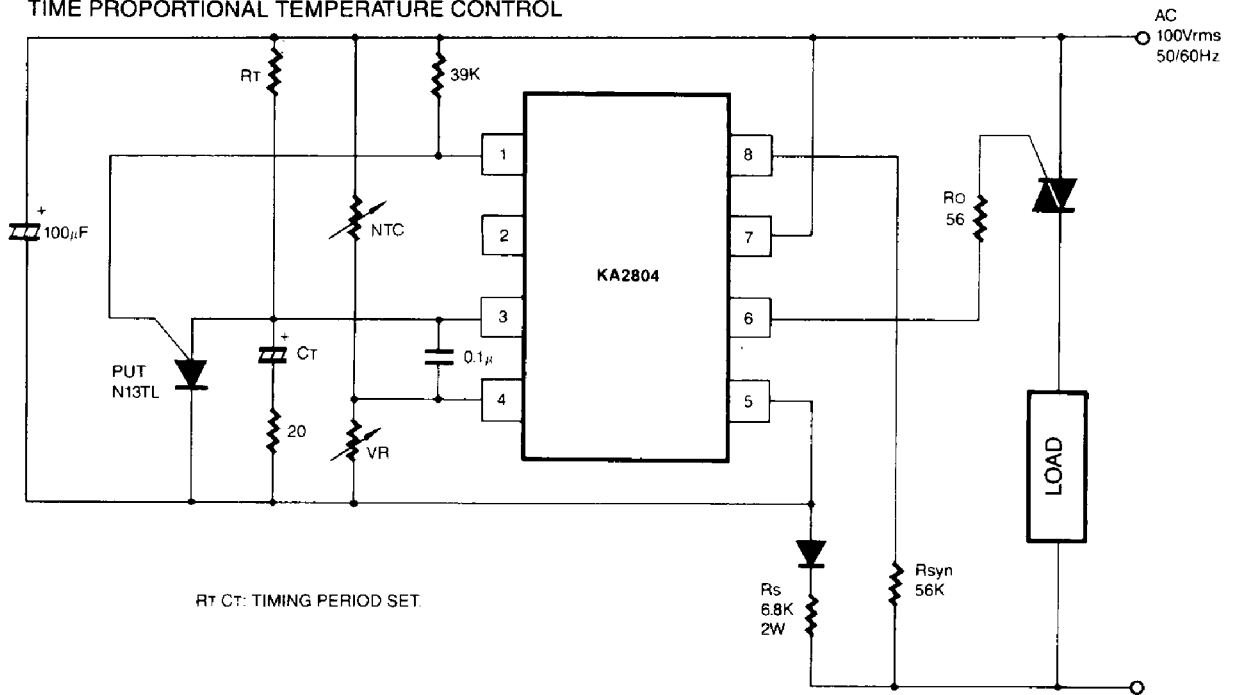 TIME PROPORTIONAL TEMPERATURE CONTROL
AC
100Vrms
50/60Hz
RT
39K
1
8
+
100μF
NTC
2
7
RO
56
KA2804
3
6
PUT
N13TL
+
CT
0.1μ
4
5
20
VR
LOAD
RT CT: TIMING PERIOD SET.
Rs
6.8K
2W
Rsyn
56K